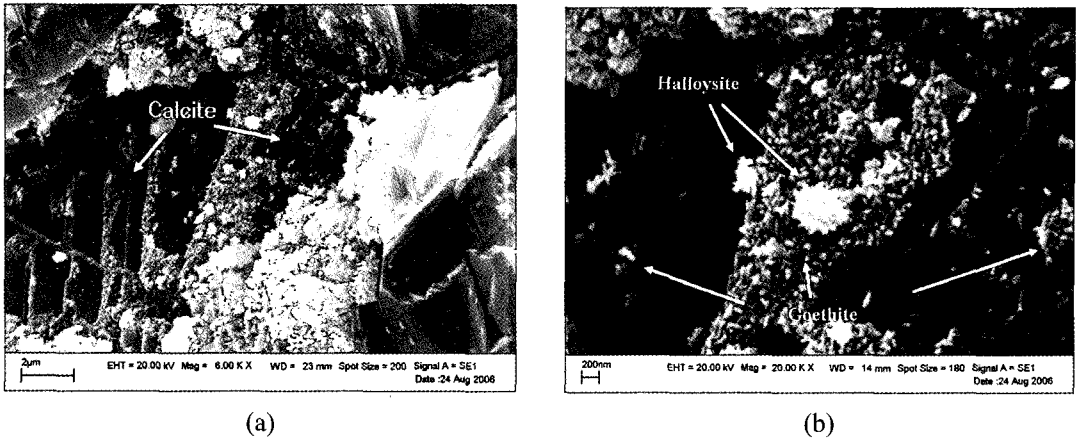 Calcite
2µm
EHT = 20.00 kV Mag = 6.00 K X WD = 23 mm Spot Size = 200 Signal A = SE1
Date :24 Aug 2006
(a)
Halloysite
Goethite
200nm
EHT = 20.00 kV Mag = 20.00 K X WD = 14 mm Spot Size = 180 Signal A = SE1
Date :24 Aug 2006
(b)